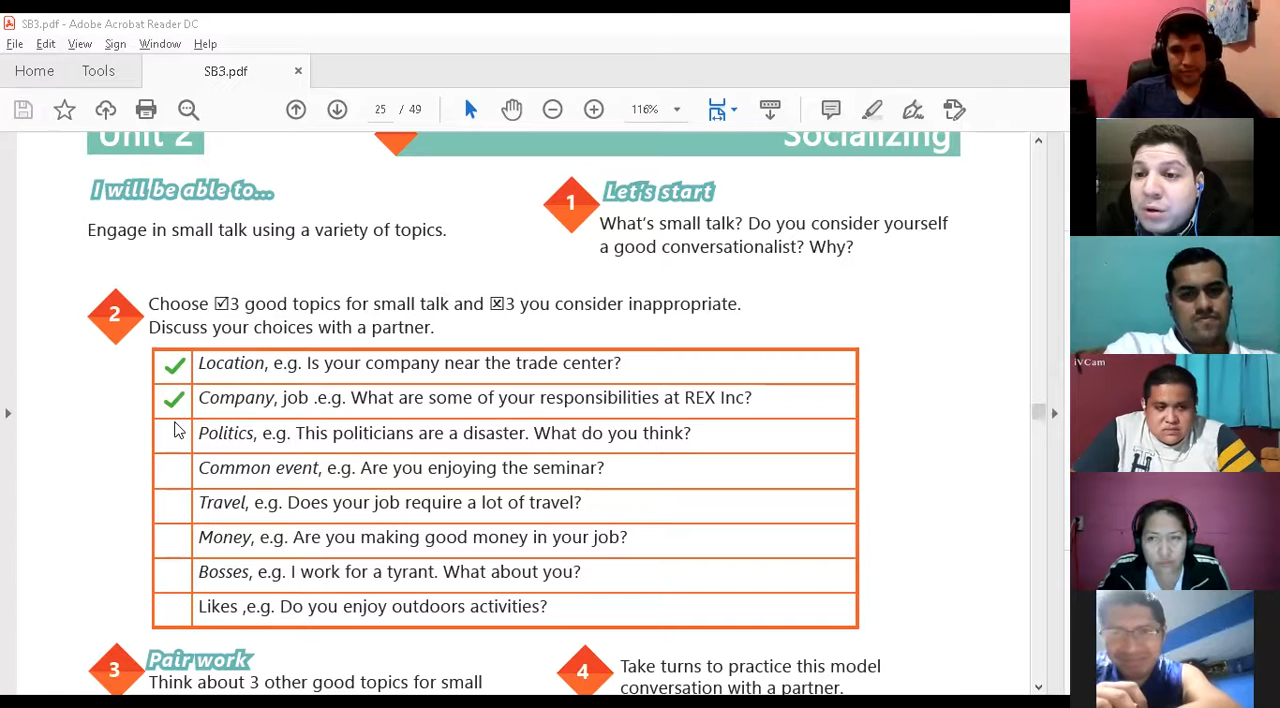 SB3.pdf - Adobe Acrobat Reader DC
File Edit View Sign Window Help
Home Tools SB3.pdf ×
25 / 49 116%
Unit 2 Socializing
I will be able to...
Engage in small talk using a variety of topics.
1 Let's start
What's small talk? Do you consider yourself
a good conversationalist? Why?
2 Choose ☑3 good topics for small talk and ☒3 you consider inappropriate.
Discuss your choices with a partner.
Location, e.g. Is your company near the trade center?
Company, job .e.g. What are some of your responsibilities at REX Inc?
Politics, e.g. This politicians are a disaster. What do you think?
Common event, e.g. Are you enjoying the seminar?
Travel, e.g. Does your job require a lot of travel?
Money, e.g. Are you making good money in your job?
Bosses, e.g. I work for a tyrant. What about you?
Likes ,e.g. Do you enjoy outdoors activities?
3 Pair work
Think about 3 other good topics for small
4 Take turns to practice this model
conversation with a partner.
iVCam